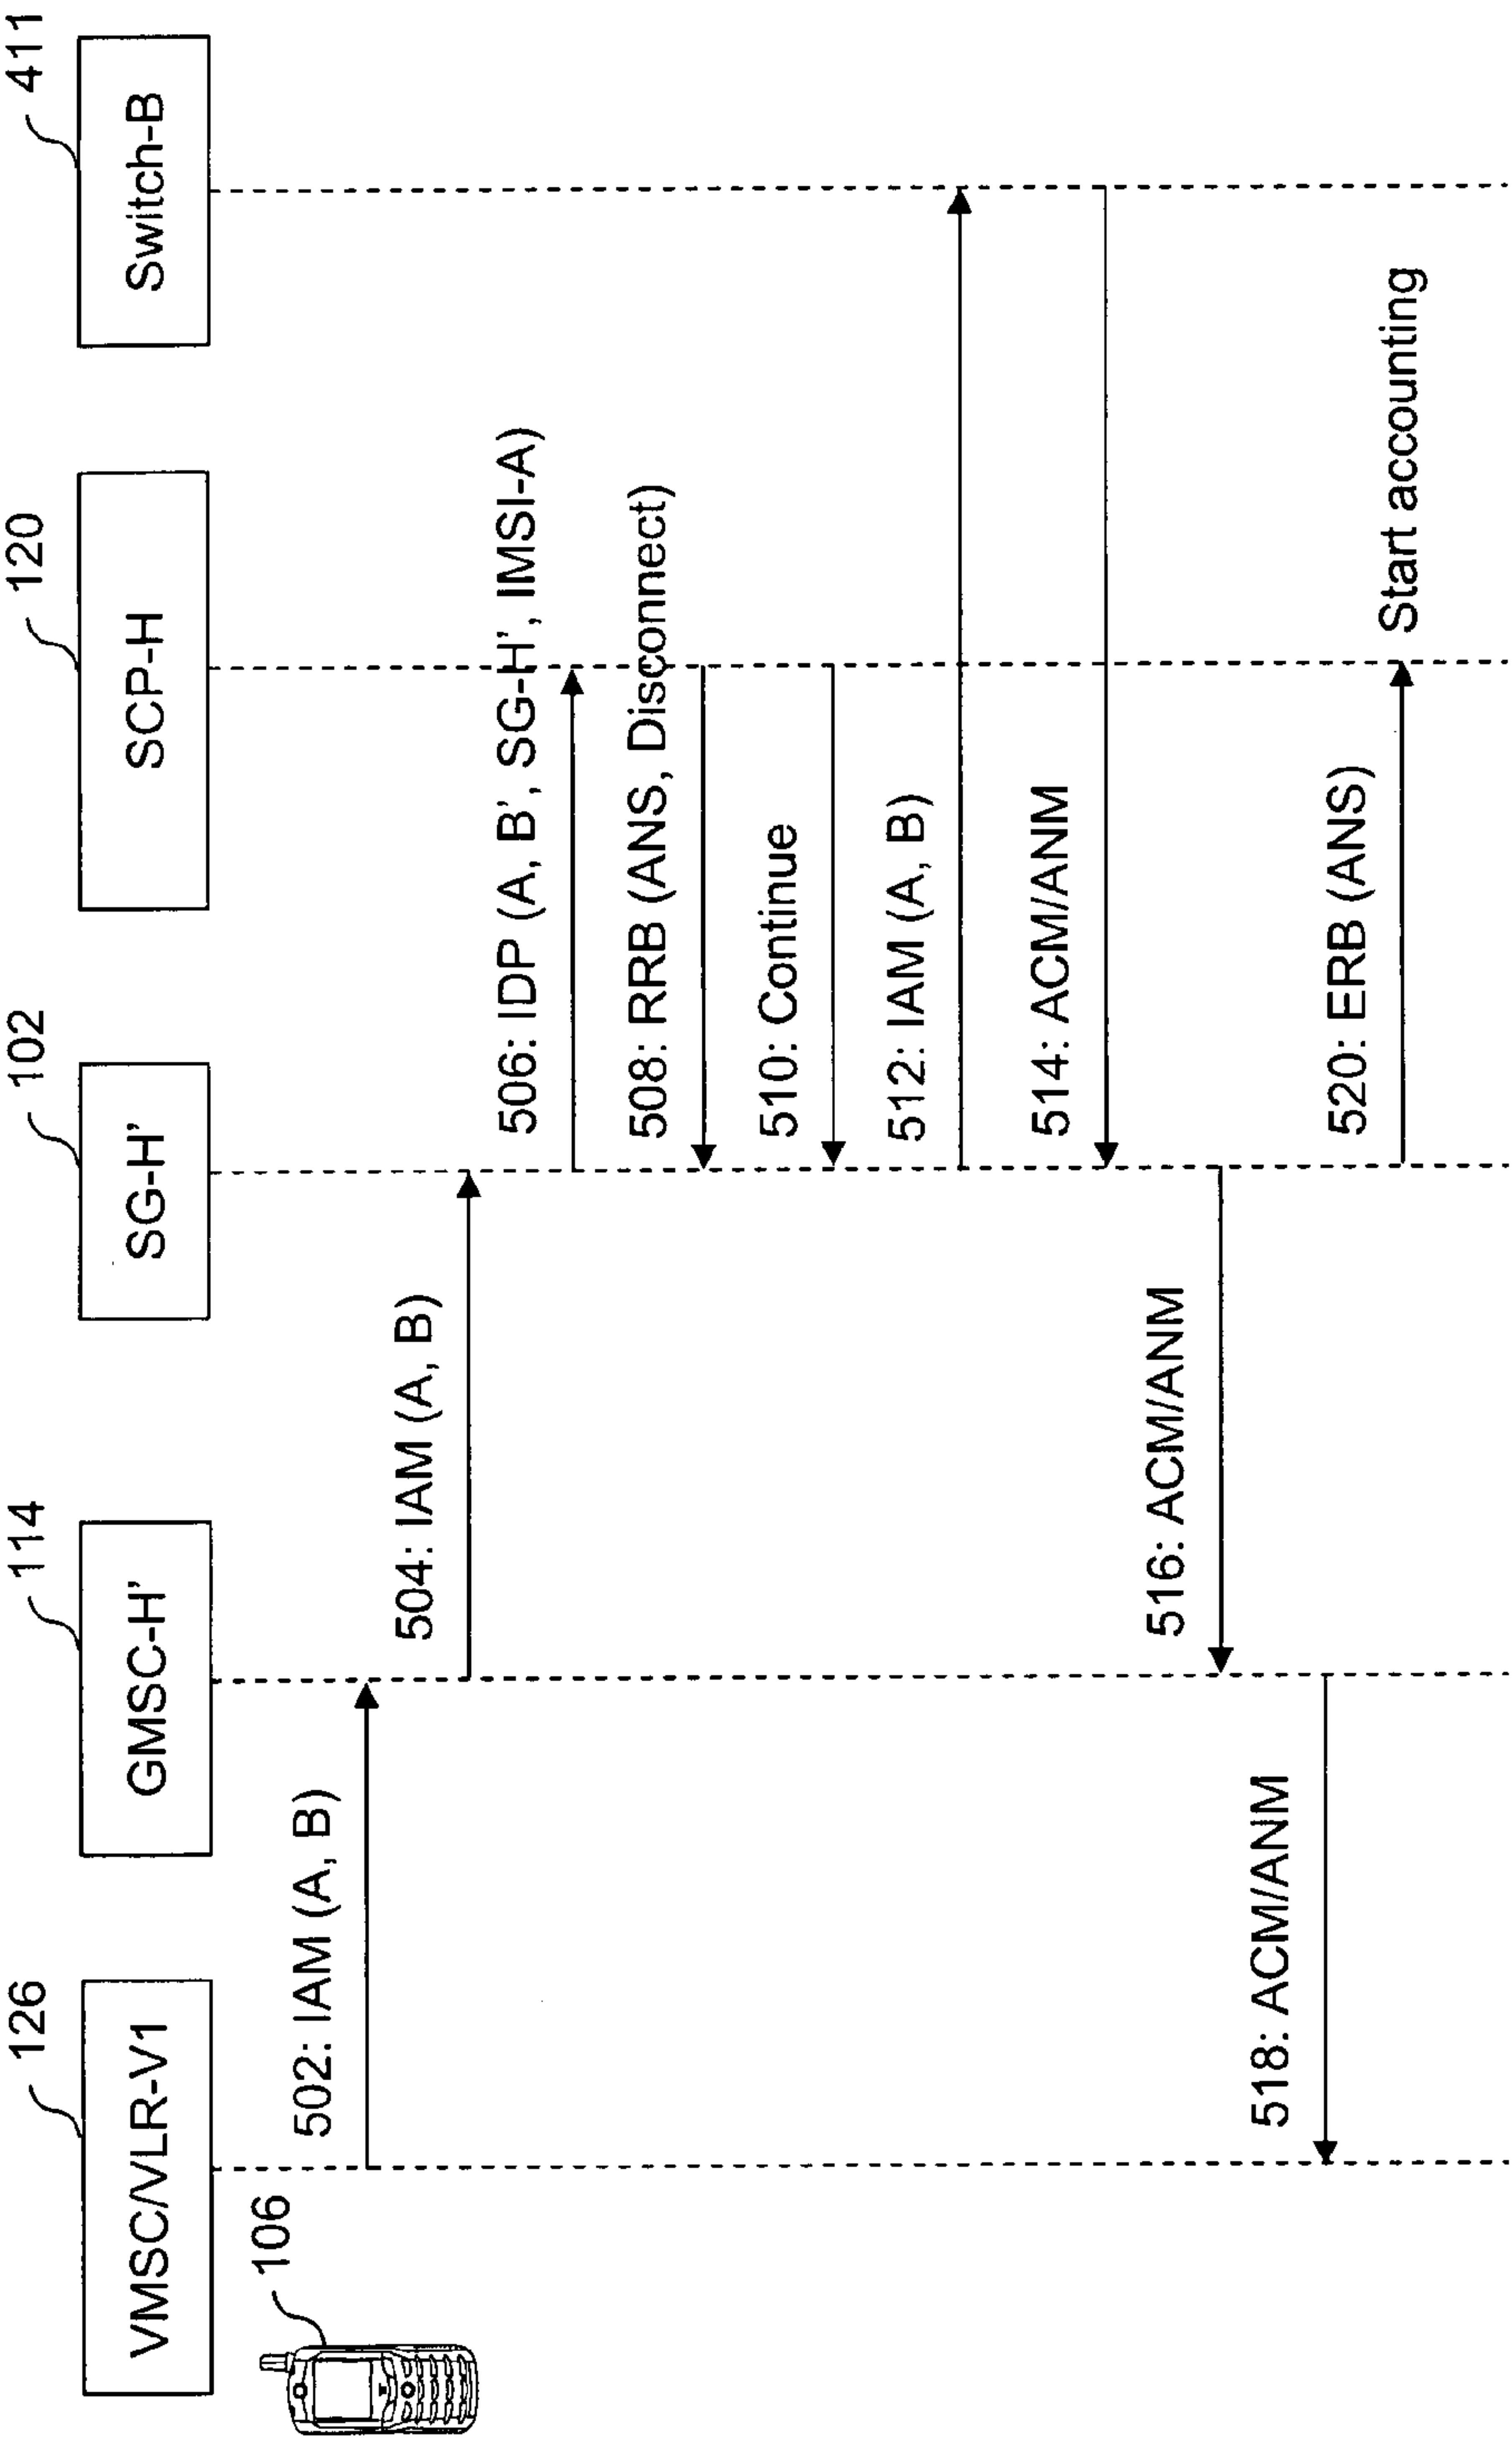 126
114
102
120
411
VMSC/VLR-V1
GMSC-H'
SG-H'
SCP-H
Switch-B
106
502: IAM (A, B)
504: IAM (A, B)
506: IDP (A, B', SG-H', IMSI-A)
508: RRB (ANS, Disconnect)
510: Continue
512: IAM (A, B)
514: ACM/ANM
516: ACM/ANM
518: ACM/ANM
520: ERB (ANS)
Start accounting